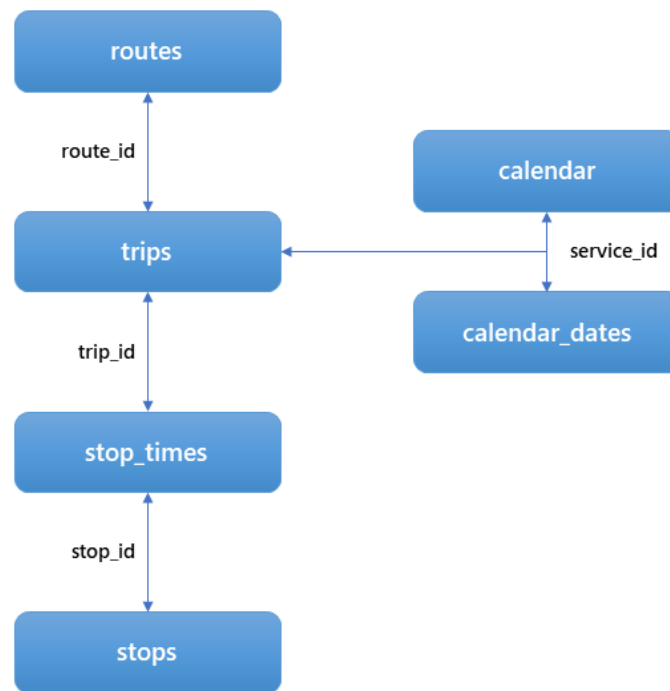 routes
route_id
calendar
trips
service_id
calendar_dates
trip_id
stop_times
stop_id
stops